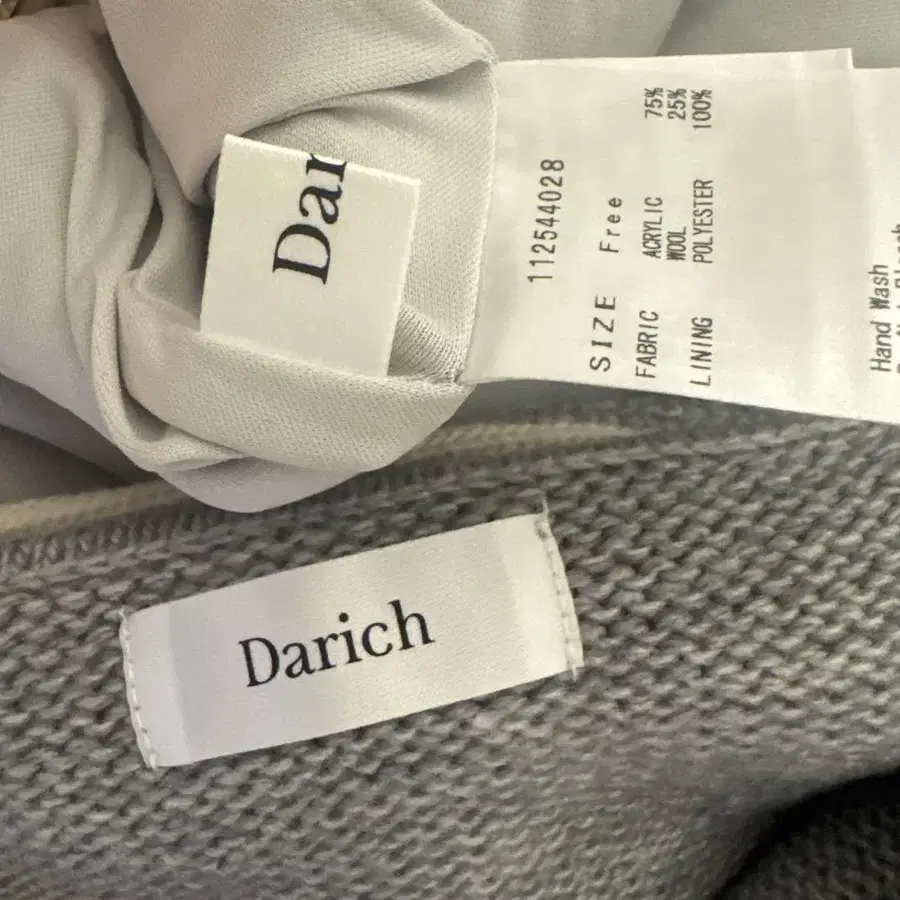 Dar
112544028
SIZE Free
FABRIC ACRYLIC 75%
WOOL 25%
LINING POLYESTER 100%
Hand Wash
Darich